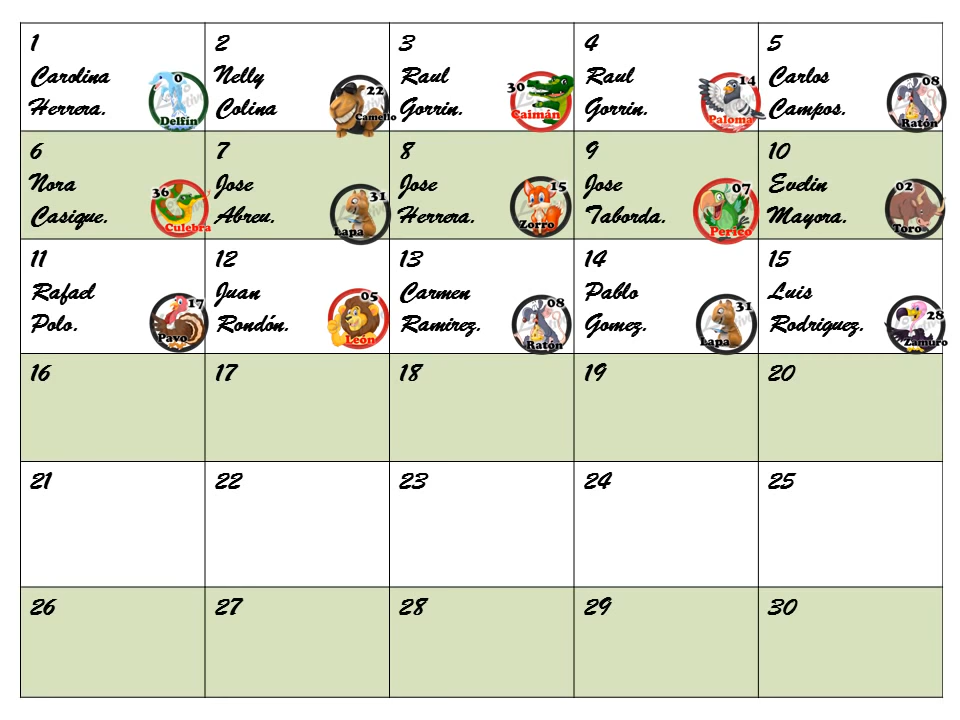 1
Carolina
Herrera.
0
Delfín
2
Nelly
Colina
22
Camello
3
Raul
Gorrin.
30
Caimán
4
Raul
Gorrin.
14
Paloma
5
Carlos
Campos.
08
Ratón
6
Nora
Casique.
36
Culebra
7
Jose
Abreu.
31
Lapa
8
Jose
Herrera.
15
Zorro
9
Jose
Taborda.
07
Perico
10
Evelin
Mayora.
02
Toro
11
Rafael
Polo.
17
Pavo
12
Juan
Rondón.
05
León
13
Carmen
Ramirez.
08
Ratón
14
Pablo
Gomez.
31
Lapa
15
Luis
Rodriguez.
28
Zamuro
16
17
18
19
20
21
22
23
24
25
26
27
28
29
30